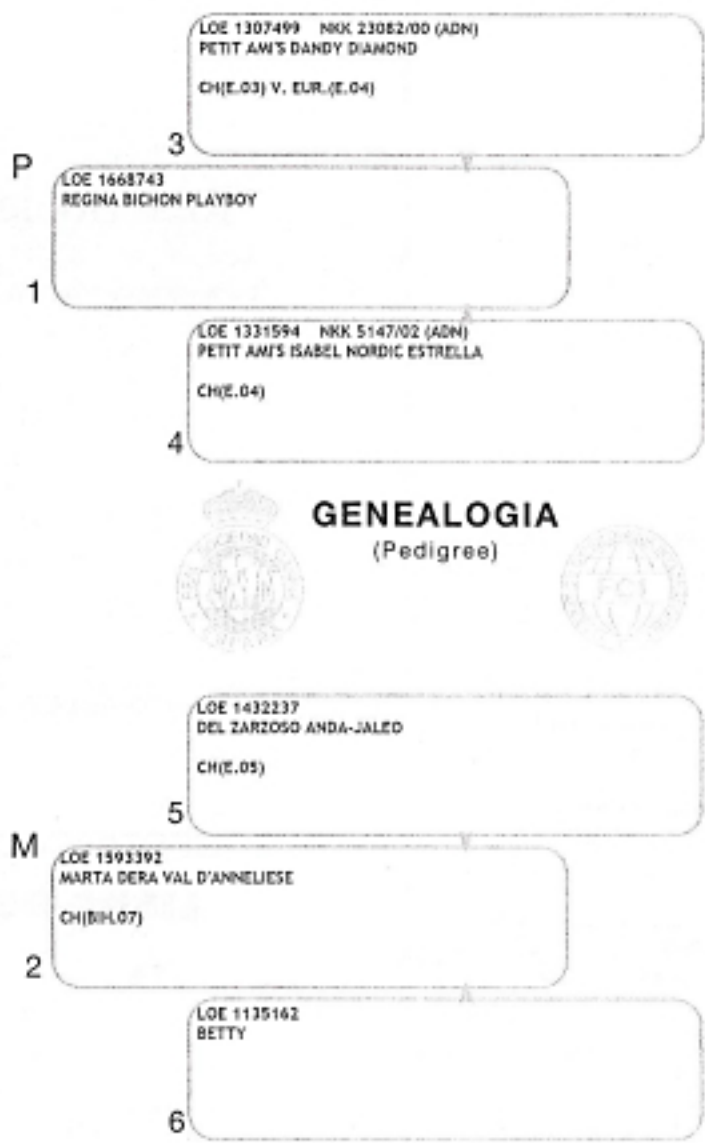 LOE 1307499 NKK 23082/00 (ADN)
PETIT AMI'S DANDY DIAMOND
CH(E.03) V. EUR.(E.04)
3
P
LOE 1668743
REGINA BICHON PLAYBOY
1
LOE 1331594 NKK 5147/02 (ADN)
PETIT AMI'S ISABEL NORDIC ESTRELLA
CH(E.04)
4
GENEALOGIA
(Pedigree)
LOE 1432237
DEL ZARZOSO ANDA-JALEO
CH(E.05)
5
M
LOE 1593392
MARTA DERA VAL D'ANNELIESE
CH(BIH.07)
2
LOE 1135162
BETTY
6